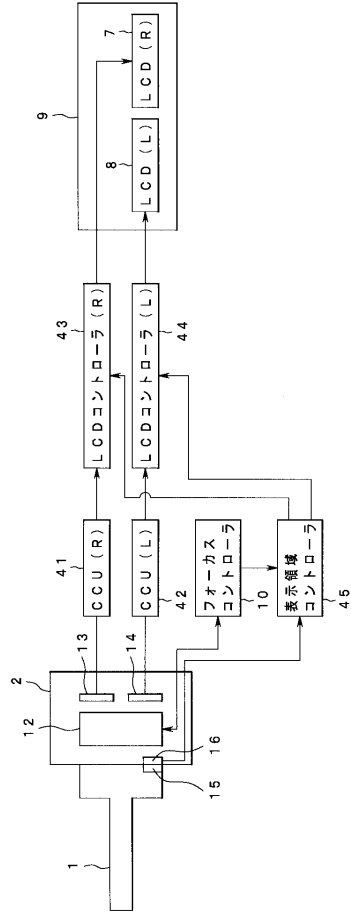 9
7
LCD(R)
8
LCD(L)
43
LCDコントローラ(R)
LCDコントローラ(L)
44
41
CCU(R)
CCU(L)
42
フォーカス
コントローラ
10
表示領域
コントローラ
45
2
12
13
14
16
15
1